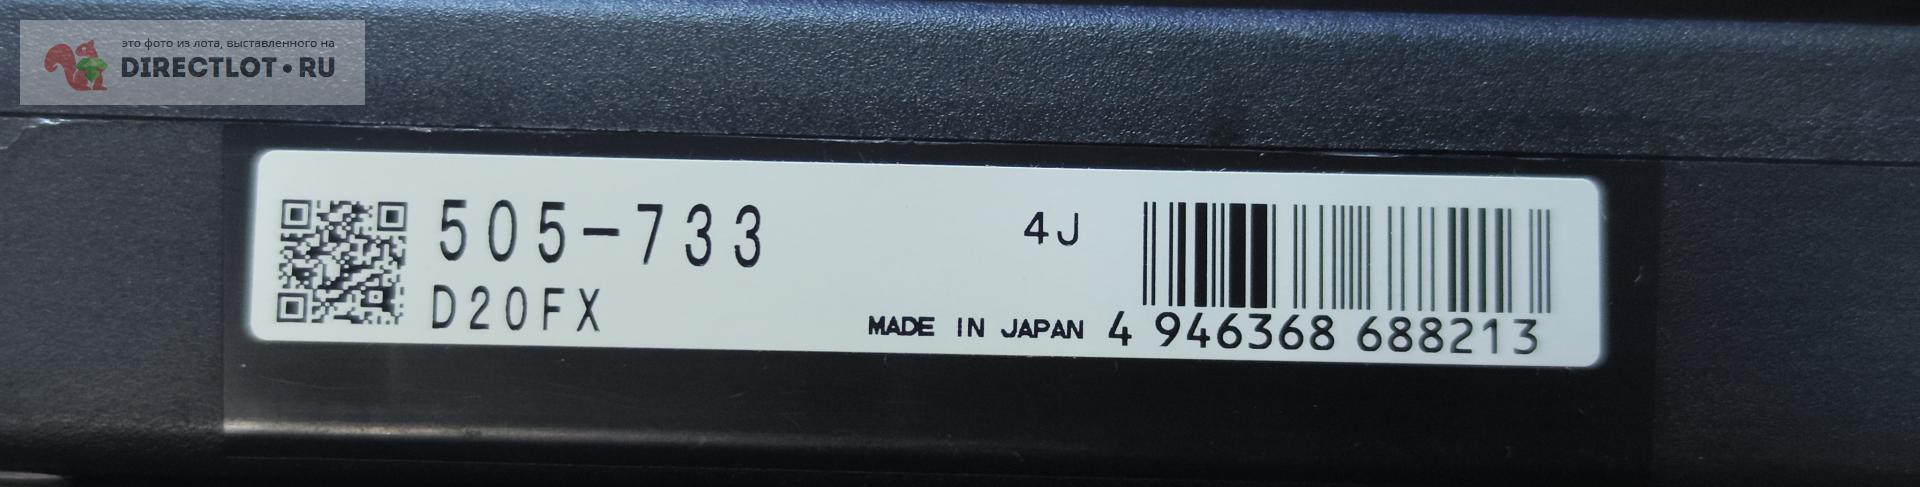 это фото из лота, выставленного на
DIRECTLOT•RU
505-733
4J
D20FX
MADE IN JAPAN
4 946368 688213